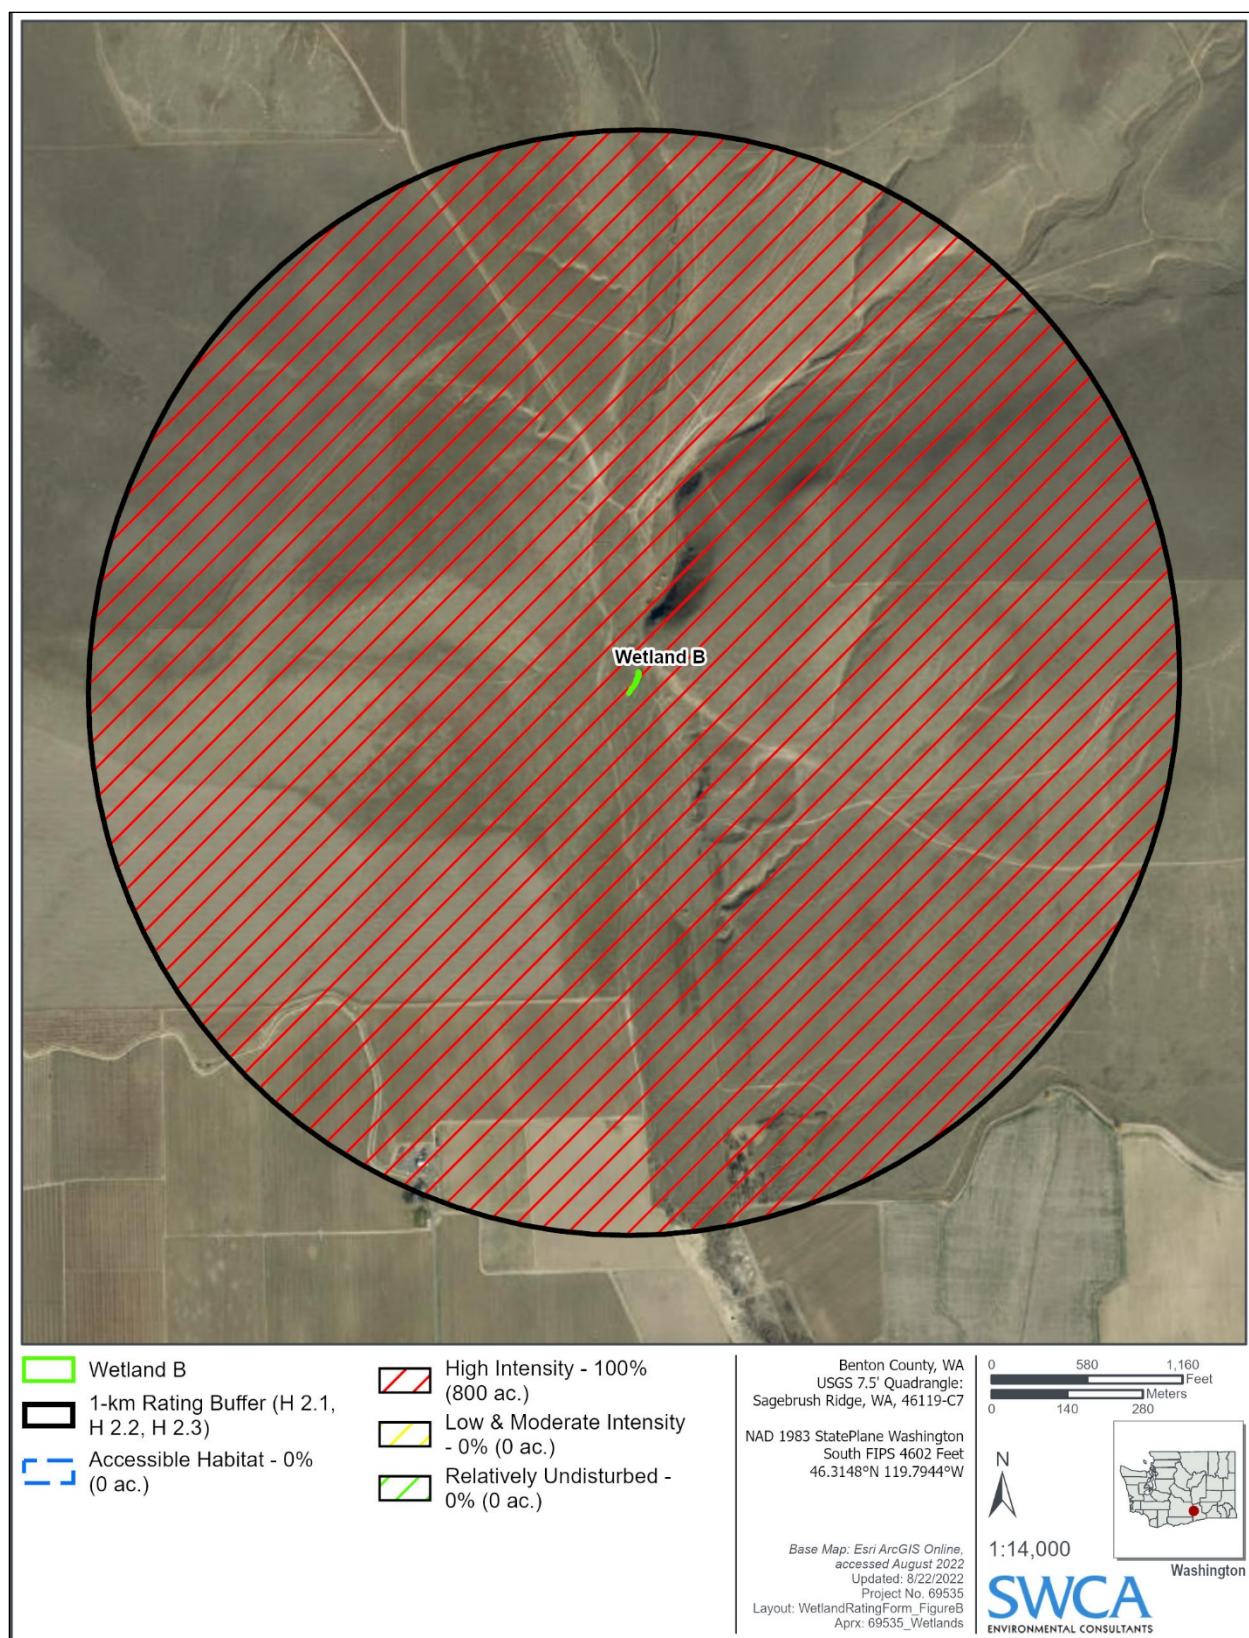 Wetland B
Wetland B
1-km Rating Buffer (H 2.1,
H 2.2, H 2.3)
Accessible Habitat - 0%
(0 ac.)
High Intensity - 100%
(800 ac.)
Low & Moderate Intensity
- 0% (0 ac.)
Relatively Undisturbed -
0% (0 ac.)
Benton County, WA
USGS 7.5' Quadrangle:
Sagebrush Ridge, WA, 46119-C7
NAD 1983 StatePlane Washington
South FIPS 4602 Feet
46.3148°N 119.7944°W
Base Map: Esri ArcGIS Online,
accessed August 2022
Updated: 8/22/2022
Project No. 69535
Layout: WetlandRatingForm_FigureB
Aprx: 69535_Wetlands
0 580 1,160
Feet
Meters
0 140 280
N
1:14,000
Washington
SWCA
ENVIRONMENTAL CONSULTANTS